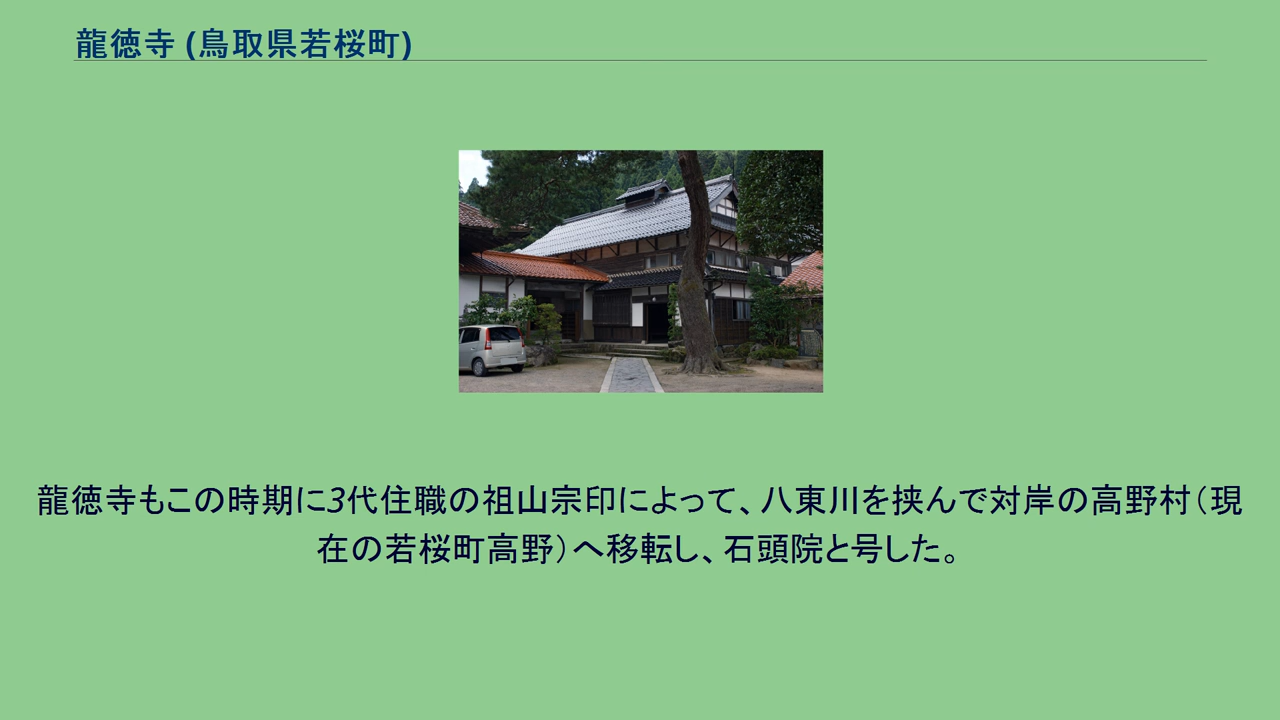 龍徳寺 (鳥取県若桜町)
龍徳寺もこの時期に3代住職の祖山宗印によって、八東川を挟んで対岸の高野村（現
在の若桜町高野）へ移転し、石頭院と号した。